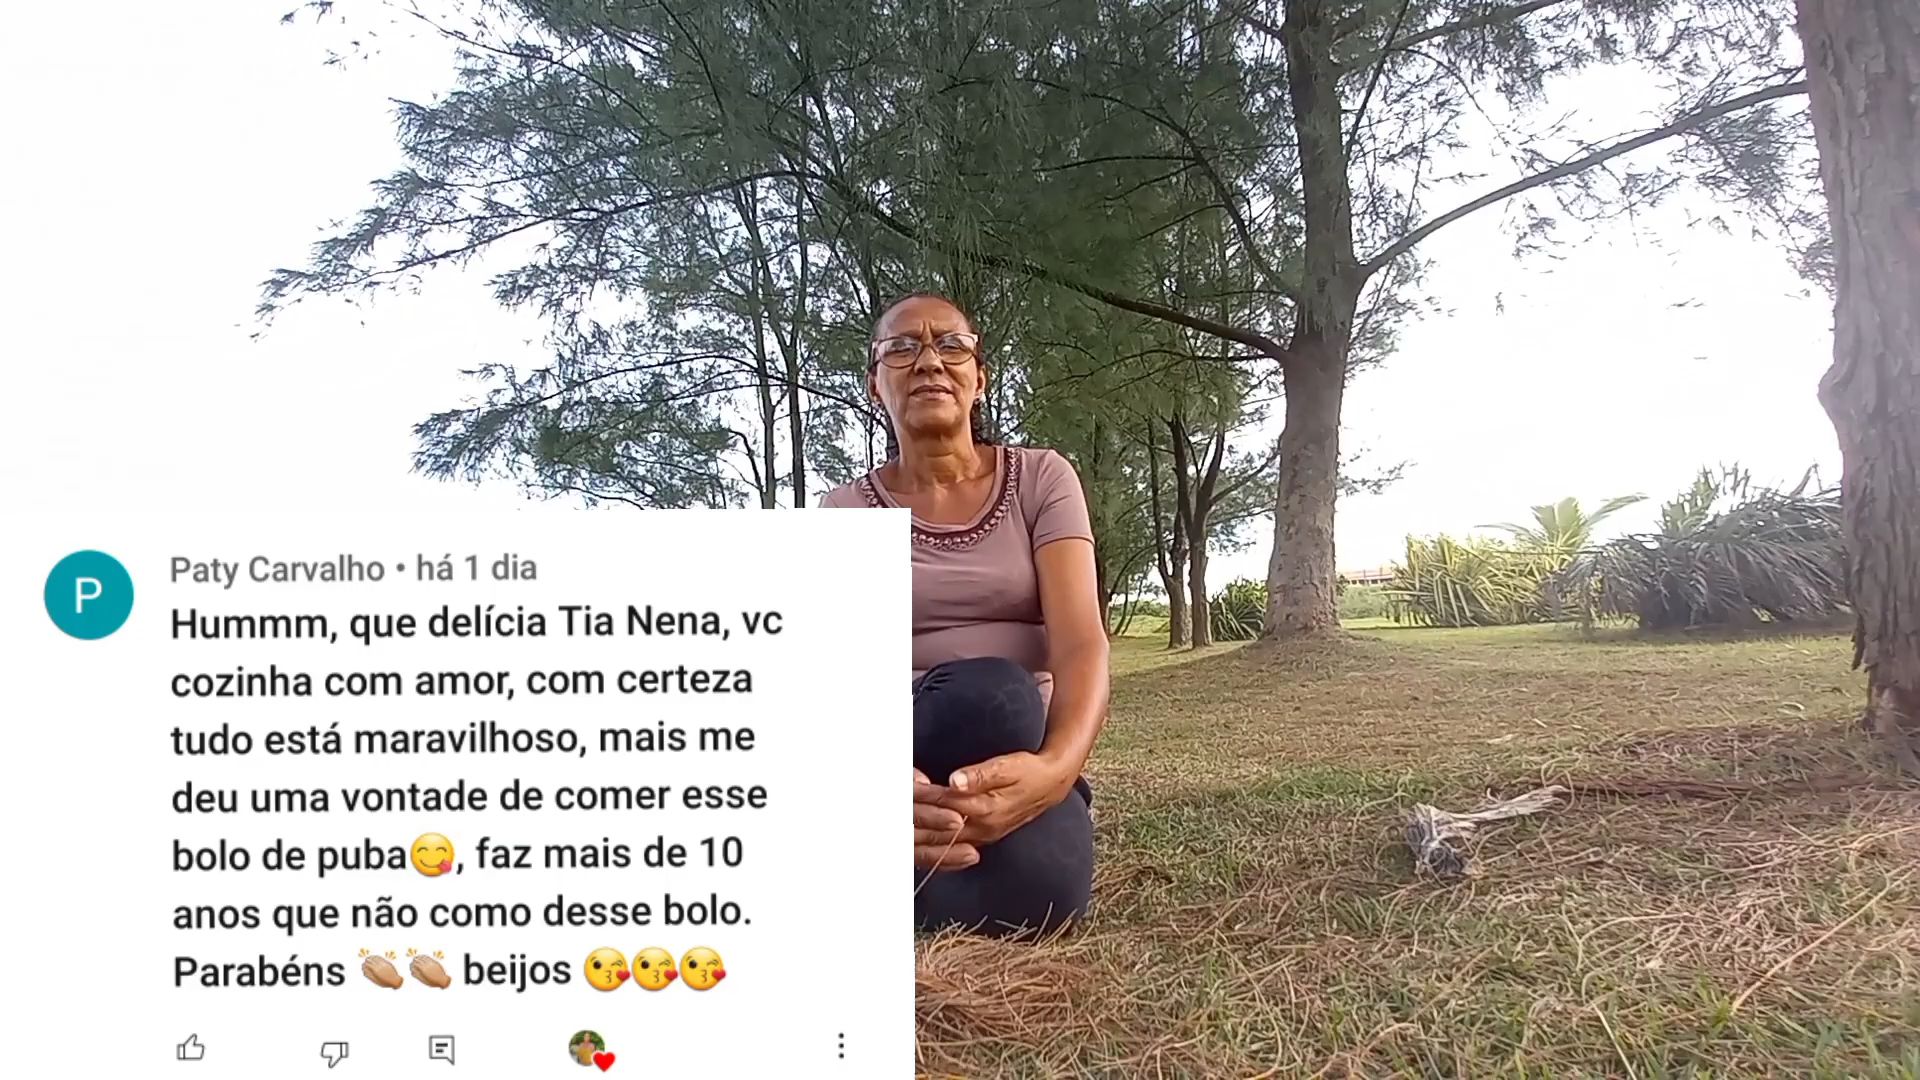 P
Paty Carvalho • há 1 dia
Hummm, que delícia Tia Nena, vc
cozinha com amor, com certeza
tudo está maravilhoso, mais me
deu uma vontade de comer esse
bolo de puba😋, faz mais de 10
anos que não como desse bolo.
Parabéns 👏🏼👏🏼 beijos 😘😘😘